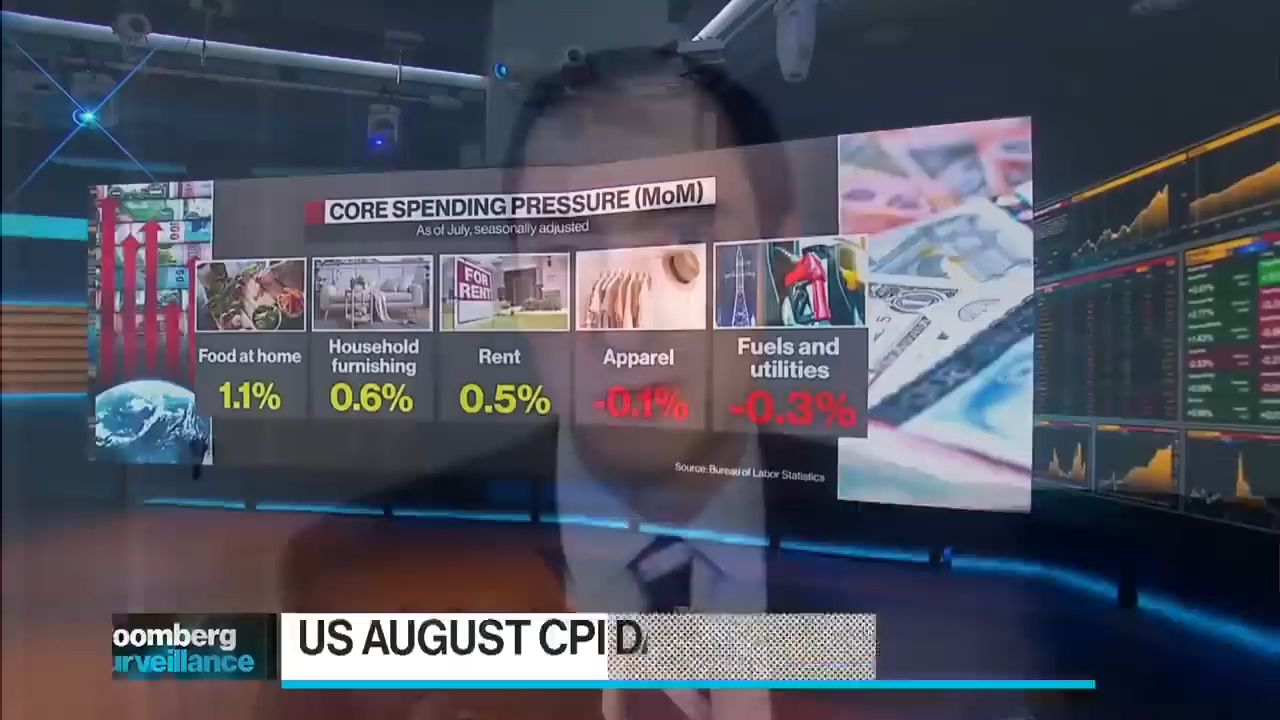 CORE SPENDING PRESSURE (MoM)
As of July, seasonally adjusted
FOR
RENT
Food at home
1.1%
Household
furnishing
0.6%
Rent
0.5%
Apparel
-0.1%
Fuels and
utilities
-0.3%
Source: Bureau of Labor Statistics
oomberg
urveillance
US AUGUST CPI D